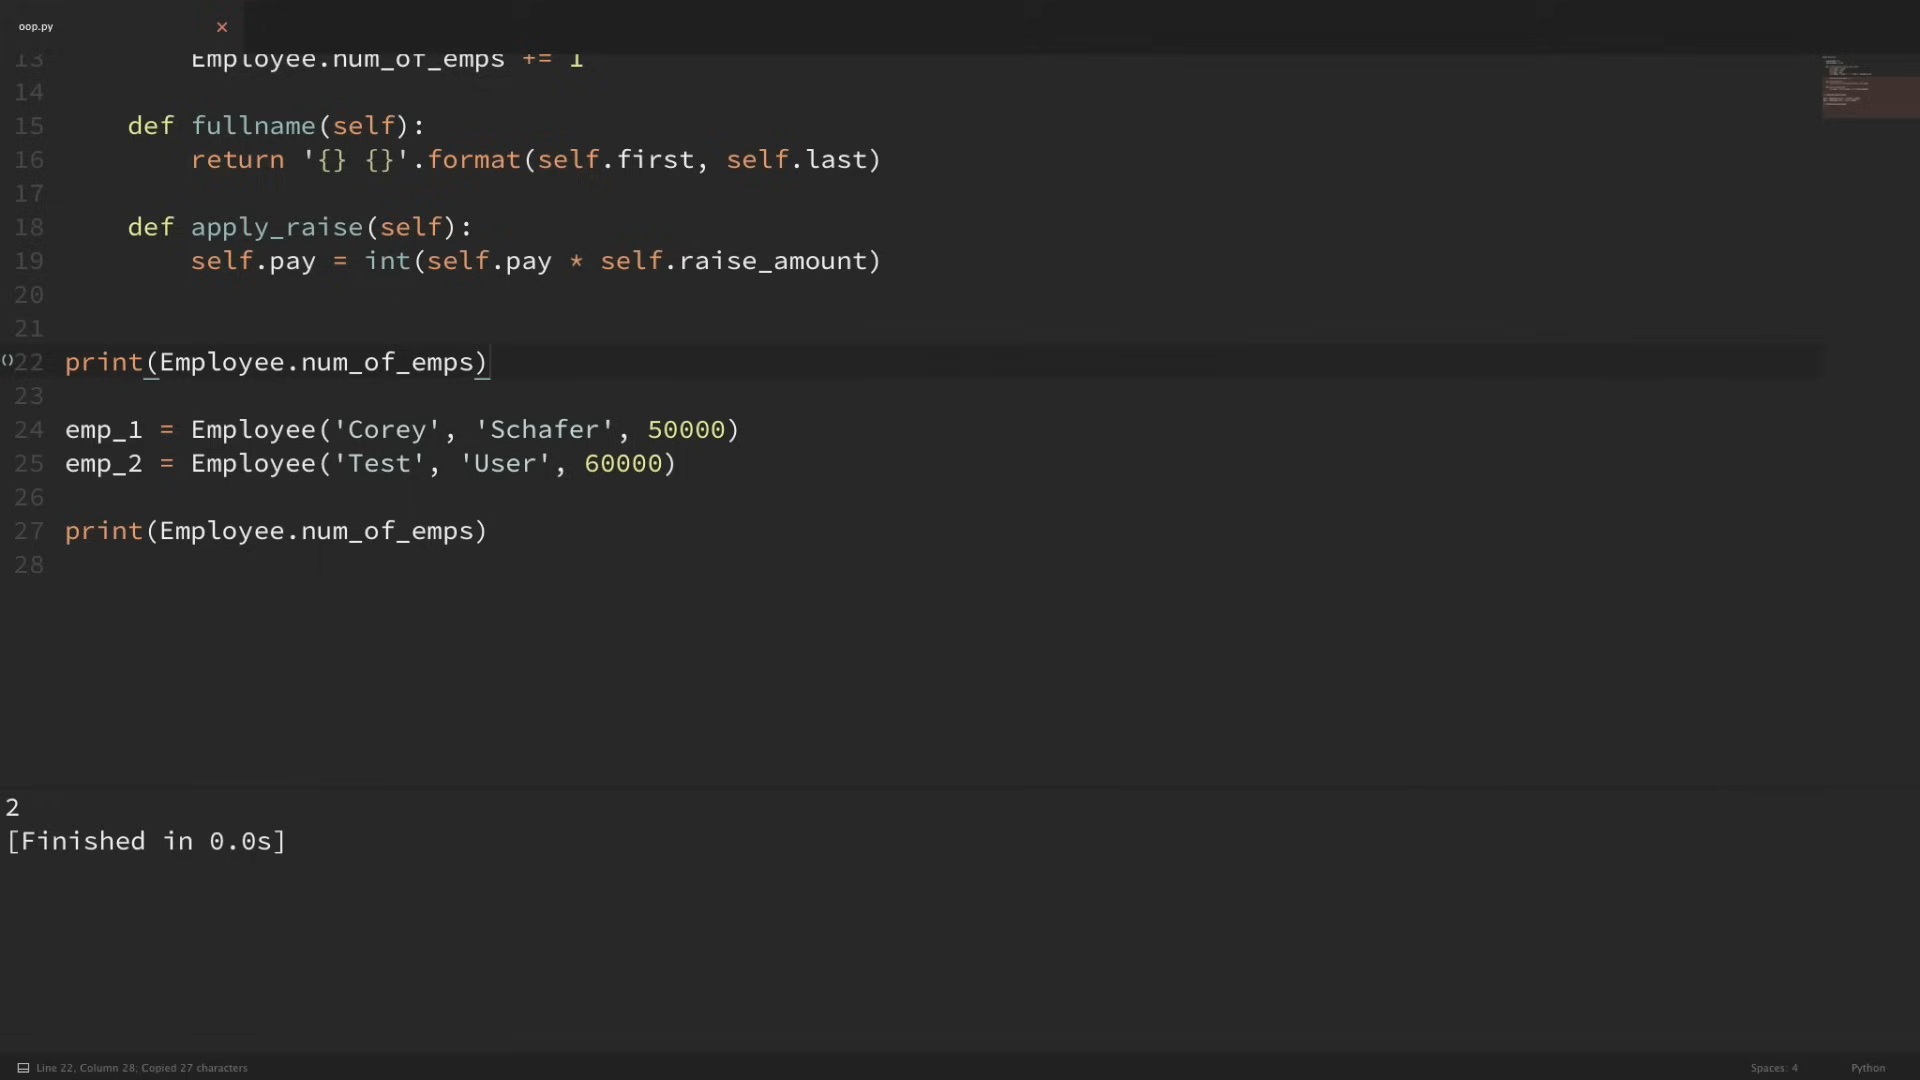 oop.py
13 Employee.num_of_emps += 1
14
15 def fullname(self):
16 return '{} {}'.format(self.first, self.last)
17
18 def apply_raise(self):
19 self.pay = int(self.pay * self.raise_amount)
20
21
22 print(Employee.num_of_emps)
23
24 emp_1 = Employee('Corey', 'Schafer', 50000)
25 emp_2 = Employee('Test', 'User', 60000)
26
27 print(Employee.num_of_emps)
28
2
[Finished in 0.0s]
Line 22, Column 28; Copied 27 characters
Spaces: 4
Python